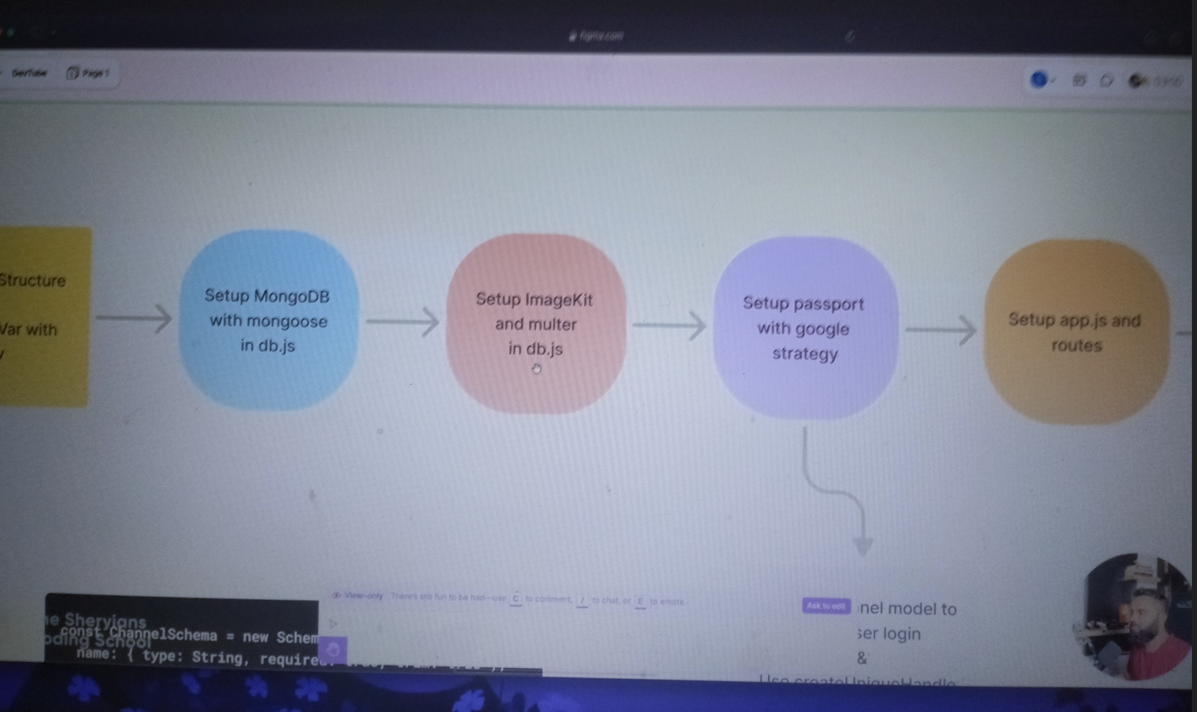 figma.com
DevTube
Page 1
Structure
Var with
y
Setup MongoDB
with mongoose
in db.js
Setup ImageKit
and multer
in db.js
Setup passport
with google
strategy
Setup app.js and
routes
View-only There's still fun to be had—use C to comment, / to chat, or E to emote
Ask to edit
nel model to
ser login
&
Use createUniqueHandle
he Sheryians
oding School
const ChannelSchema = new Schem
name: { type: String, require